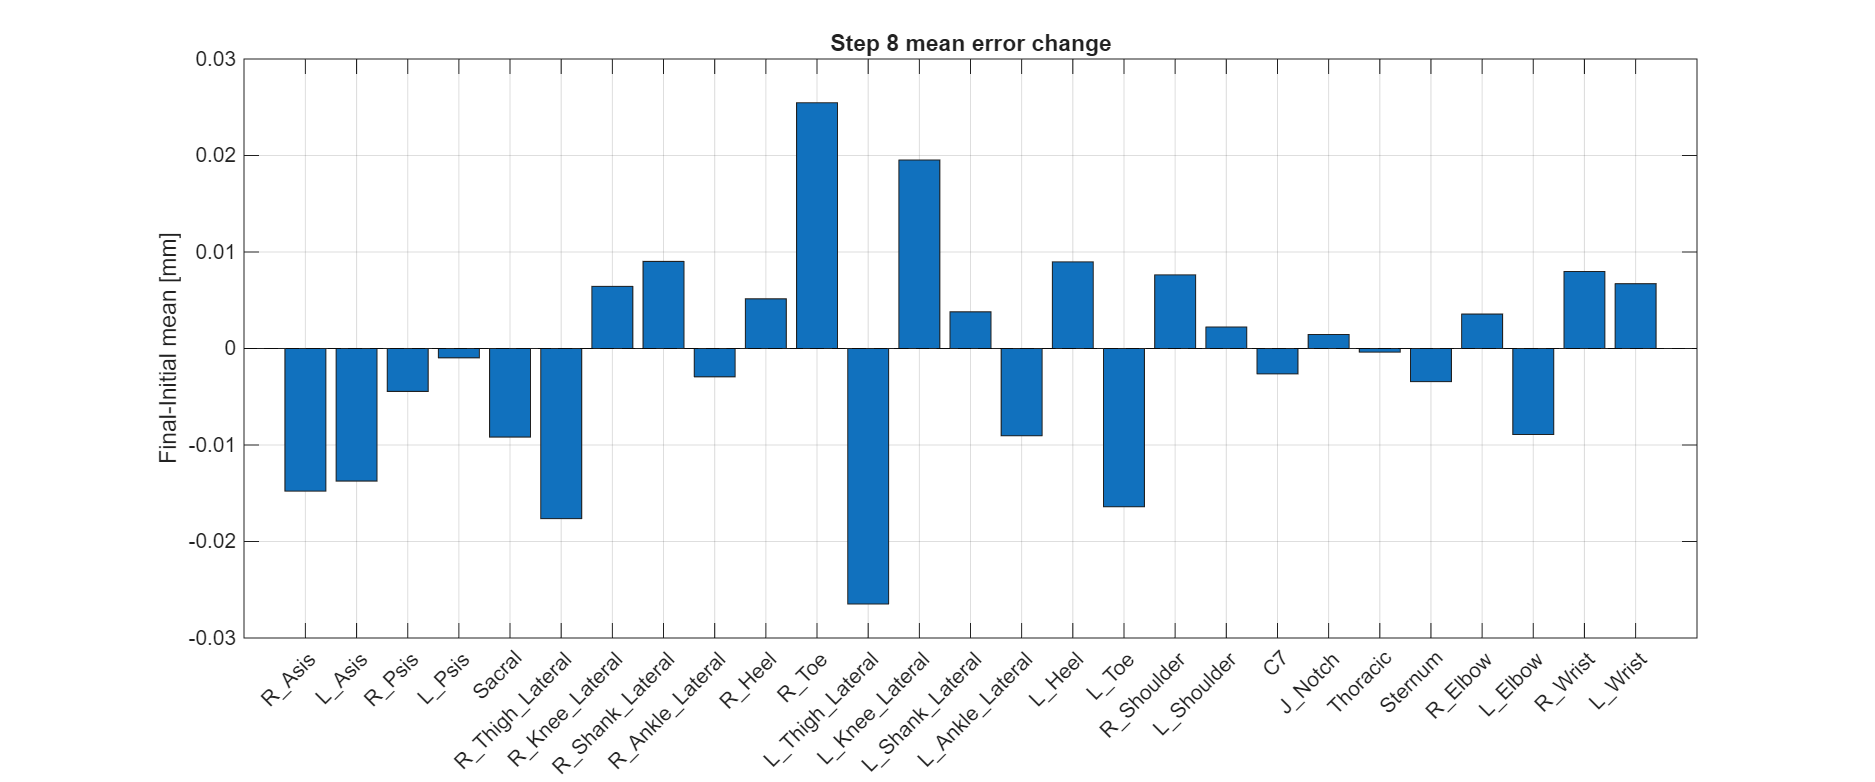 Step 8 mean error change
Final-Initial mean [mm]
0.03
0.02
0.01
0
-0.01
-0.02
-0.03
R_Asis
L_Asis
R_Psis
L_Psis
Sacral
R_Thigh_Lateral
R_Knee_Lateral
R_Shank_Lateral
R_Ankle_Lateral
R_Heel
R_Toe
L_Thigh_Lateral
L_Knee_Lateral
L_Shank_Lateral
L_Ankle_Lateral
L_Heel
L_Toe
R_Shoulder
L_Shoulder
C7
J_Notch
Thoracic
Sternum
R_Elbow
L_Elbow
R_Wrist
L_Wrist